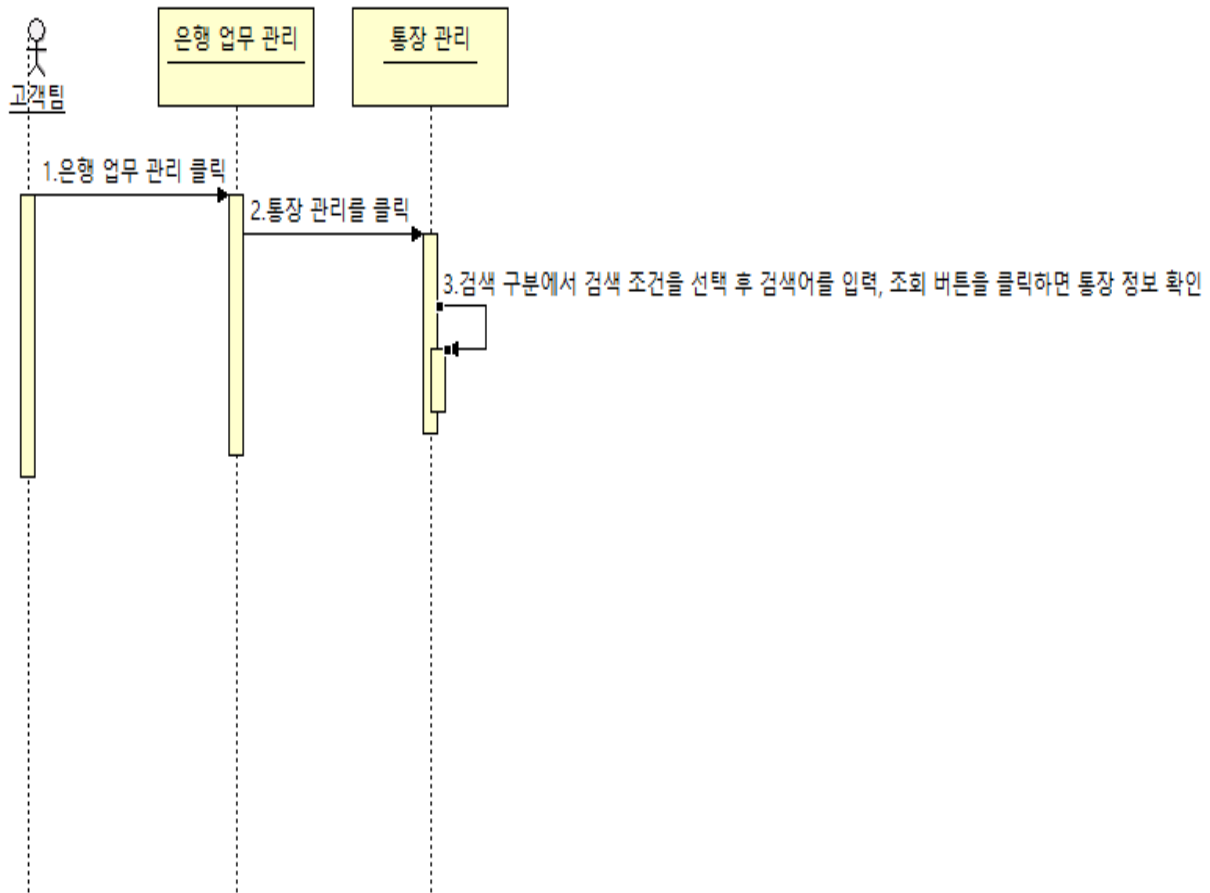 은행 업무 관리
통장 관리
고객팀
1.은행 업무 관리 클릭
2.통장 관리를 클릭
3.검색 구분에서 검색 조건을 선택 후 검색어를 입력, 조회 버튼을 클릭하면 통장 정보 확인